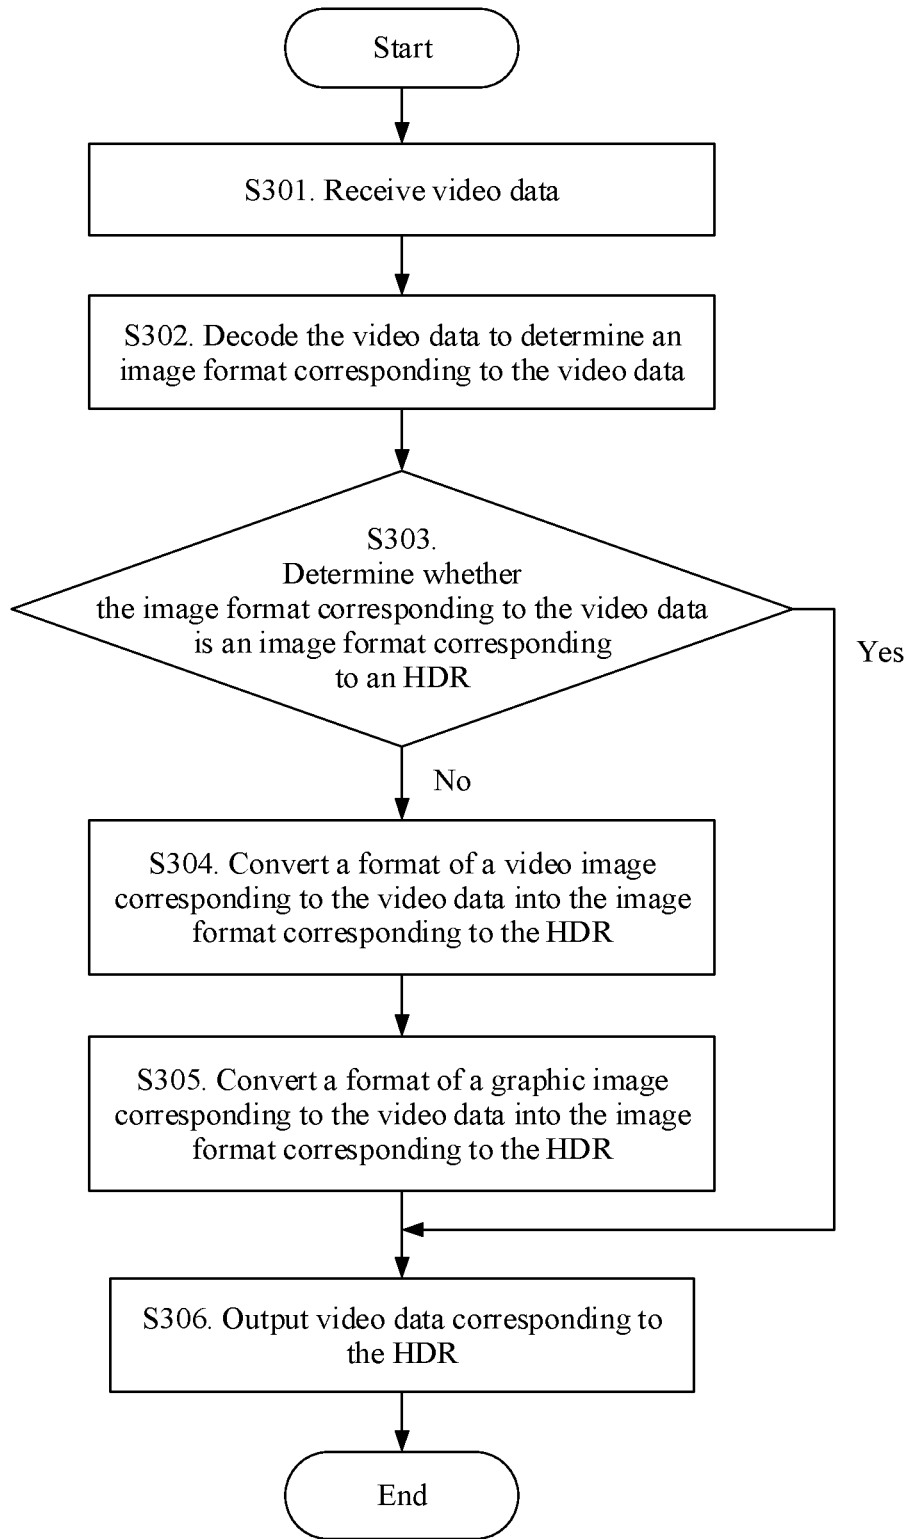 Start
S301. Receive video data
S302. Decode the video data to determine an
image format corresponding to the video data
S303.
Determine whether
the image format corresponding to the video data
is an image format corresponding
to an HDR
Yes
No
S304. Convert a format of a video image
corresponding to the video data into the image
format corresponding to the HDR
S305. Convert a format of a graphic image
corresponding to the video data into the image
format corresponding to the HDR
S306. Output video data corresponding to
the HDR
End